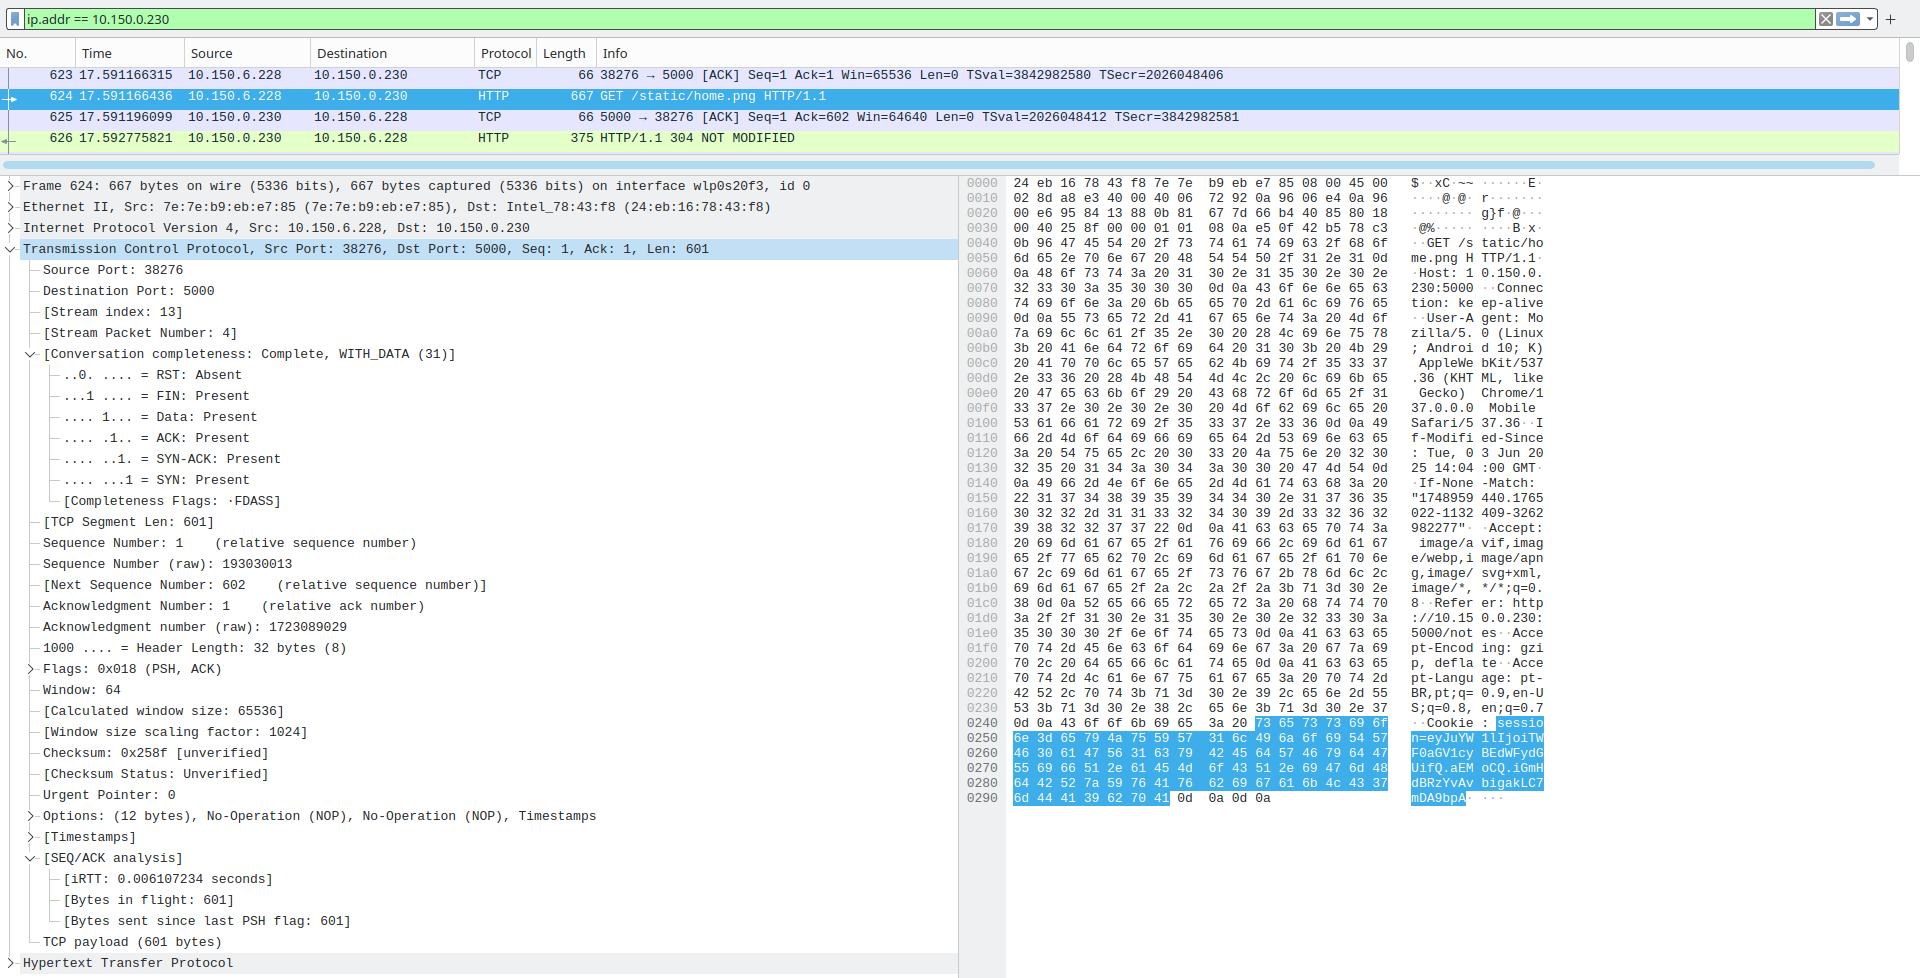 ip.addr == 10.150.0.230
No. Time Source Destination Protocol Length Info
623 17.591166315 10.150.6.228 10.150.0.230 TCP 66 38276 → 5000 [ACK] Seq=1 Ack=1 Win=65536 Len=0 TSval=3842982580 TSecr=2026048406
624 17.591166436 10.150.6.228 10.150.0.230 HTTP 667 GET /static/home.png HTTP/1.1
625 17.591196099 10.150.0.230 10.150.6.228 TCP 66 5000 → 38276 [ACK] Seq=1 Ack=602 Win=64640 Len=0 TSval=2026048412 TSecr=3842982581
626 17.592775821 10.150.0.230 10.150.6.228 HTTP 375 HTTP/1.1 304 NOT MODIFIED
Frame 624: 667 bytes on wire (5336 bits), 667 bytes captured (5336 bits) on interface wlp0s20f3, id 0
Ethernet II, Src: 7e:7e:b9:eb:e7:85 (7e:7e:b9:eb:e7:85), Dst: Intel_78:43:f8 (24:eb:16:78:43:f8)
Internet Protocol Version 4, Src: 10.150.6.228, Dst: 10.150.0.230
Transmission Control Protocol, Src Port: 38276, Dst Port: 5000, Seq: 1, Ack: 1, Len: 601
Source Port: 38276
Destination Port: 5000
[Stream index: 13]
[Stream Packet Number: 4]
[Conversation completeness: Complete, WITH_DATA (31)]
..0. .... = RST: Absent
...1 .... = FIN: Present
.... 1... = Data: Present
.... .1.. = ACK: Present
.... ..1. = SYN-ACK: Present
.... ...1 = SYN: Present
[Completeness Flags: ·FDASS]
[TCP Segment Len: 601]
Sequence Number: 1    (relative sequence number)
Sequence Number (raw): 193030013
[Next Sequence Number: 602    (relative sequence number)]
Acknowledgment Number: 1    (relative ack number)
Acknowledgment number (raw): 1723089029
1000 .... = Header Length: 32 bytes (8)
Flags: 0x018 (PSH, ACK)
Window: 64
[Calculated window size: 65536]
[Window size scaling factor: 1024]
Checksum: 0x258f [unverified]
[Checksum Status: Unverified]
Urgent Pointer: 0
Options: (12 bytes), No-Operation (NOP), No-Operation (NOP), Timestamps
[Timestamps]
[SEQ/ACK analysis]
[iRTT: 0.006107234 seconds]
[Bytes in flight: 601]
[Bytes sent since last PSH flag: 601]
TCP payload (601 bytes)
Hypertext Transfer Protocol
0000 24 eb 16 78 43 f8 7e 7e b9 eb e7 85 08 00 45 00 $··xC·~~ ······E·
0010 02 8d a8 e3 40 00 40 06 72 92 0a 96 06 e4 0a 96 ····@·@· r·······
0020 00 e6 95 84 13 88 0b 81 67 7d 66 b4 40 85 80 18 ········ g}f·@···
0030 00 40 25 8f 00 00 01 01 08 0a e5 0f 42 b5 78 c3 ·@%····· ····B·x·
0040 0b 96 47 45 54 20 2f 73 74 61 74 69 63 2f 68 6f ··GET /s tatic/ho
0050 6d 65 2e 70 6e 67 20 48 54 54 50 2f 31 2e 31 0d me.png H TTP/1.1·
0060 0a 48 6f 73 74 3a 20 31 30 2e 31 35 30 2e 30 2e ·Host: 1 0.150.0.
0070 32 33 30 3a 35 30 30 30 0d 0a 43 6f 6e 6e 65 63 230:5000 ··Connec
0080 74 69 6f 6e 3a 20 6b 65 65 70 2d 61 6c 69 76 65 tion: ke ep-alive
0090 0d 0a 55 73 65 72 2d 41 67 65 6e 74 3a 20 4d 6f ··User-A gent: Mo
00a0 7a 69 6c 6c 61 2f 35 2e 30 20 28 4c 69 6e 75 78 zilla/5. 0 (Linux
00b0 3b 20 41 6e 64 72 6f 69 64 20 31 30 3b 20 4b 29 ; Androi d 10; K)
00c0 20 41 70 70 6c 65 57 65 62 4b 69 74 2f 35 33 37 AppleWe bKit/537
00d0 2e 33 36 20 28 4b 48 54 4d 4c 2c 20 6c 69 6b 65 .36 (KHT ML, like
00e0 20 47 65 63 6b 6f 29 20 43 68 72 6f 6d 65 2f 31 Gecko) Chrome/1
00f0 33 37 2e 30 2e 30 2e 30 20 4d 6f 62 69 6c 65 20 37.0.0.0 Mobile
0100 53 61 66 61 72 69 2f 35 33 37 2e 33 36 0d 0a 49 Safari/5 37.36··I
0110 66 2d 4d 6f 64 69 66 69 65 64 2d 53 69 6e 63 65 f-Modifi ed-Since
0120 3a 20 54 75 65 2c 20 30 33 20 4a 75 6e 20 32 30 : Tue, 0 3 Jun 20
0130 32 35 20 31 34 3a 30 34 3a 30 30 20 47 4d 54 0d 25 14:04 :00 GMT·
0140 0a 49 66 2d 4e 6f 6e 65 2d 4d 61 74 63 68 3a 20 ·If-None -Match:
0150 22 31 37 34 38 39 35 39 34 34 30 2e 31 37 36 35 "1748959 440.1765
0160 30 32 32 2d 31 31 33 32 34 30 39 2d 33 32 36 32 022-1132 409-3262
0170 39 38 32 32 37 37 22 0d 0a 41 63 63 65 70 74 3a 982277"· ·Accept:
0180 20 69 6d 61 67 65 2f 61 76 69 66 2c 69 6d 61 67 image/a vif,imag
0190 65 2f 77 65 62 70 2c 69 6d 61 67 65 2f 61 70 6e e/webp,i mage/apn
01a0 67 2c 69 6d 61 67 65 2f 73 76 67 2b 78 6d 6c 2c g,image/ svg+xml,
01b0 69 6d 61 67 65 2f 2a 2c 2a 2f 2a 3b 71 3d 30 2e image/*, */*;q=0.
01c0 38 0d 0a 52 65 66 65 72 65 72 3a 20 68 74 74 70 8··Refer er: http
01d0 3a 2f 2f 31 30 2e 31 35 30 2e 30 2e 32 33 30 3a ://10.15 0.0.230:
01e0 35 30 30 30 2f 6e 6f 74 65 73 0d 0a 41 63 63 65 5000/not es··Acce
01f0 70 74 2d 45 6e 63 6f 64 69 6e 67 3a 20 67 7a 69 pt-Encod ing: gzi
0200 70 2c 20 64 65 66 6c 61 74 65 0d 0a 41 63 63 65 p, defla te··Acce
0210 70 74 2d 4c 61 6e 67 75 61 67 65 3a 20 70 74 2d pt-Langu age: pt-
0220 42 52 2c 70 74 3b 71 3d 30 2e 39 2c 65 6e 2d 55 BR,pt;q= 0.9,en-U
0230 53 3b 71 3d 30 2e 38 2c 65 6e 3b 71 3d 30 2e 37 S;q=0.8, en;q=0.7
0240 0d 0a 43 6f 6f 6b 69 65 3a 20 73 65 73 73 69 6f ··Cookie : sessio
0250 6e 3d 65 79 4a 75 59 57 31 6c 49 6a 6f 69 54 57 n=eyJuYW 1lIjoiTW
0260 46 30 61 47 56 31 63 79 42 45 64 57 46 79 64 47 F0aGV1cy BEdWFydG
0270 55 69 66 51 2e 61 45 4d 6f 43 51 2e 69 47 6d 48 UifQ.aEM oCQ.iGmH
0280 64 42 52 7a 59 76 41 76 62 69 67 61 6b 4c 43 37 dBRzYvAv bigakLC7
0290 6d 44 41 39 62 70 41 0d 0a 0d 0a mDA9bpA· ···